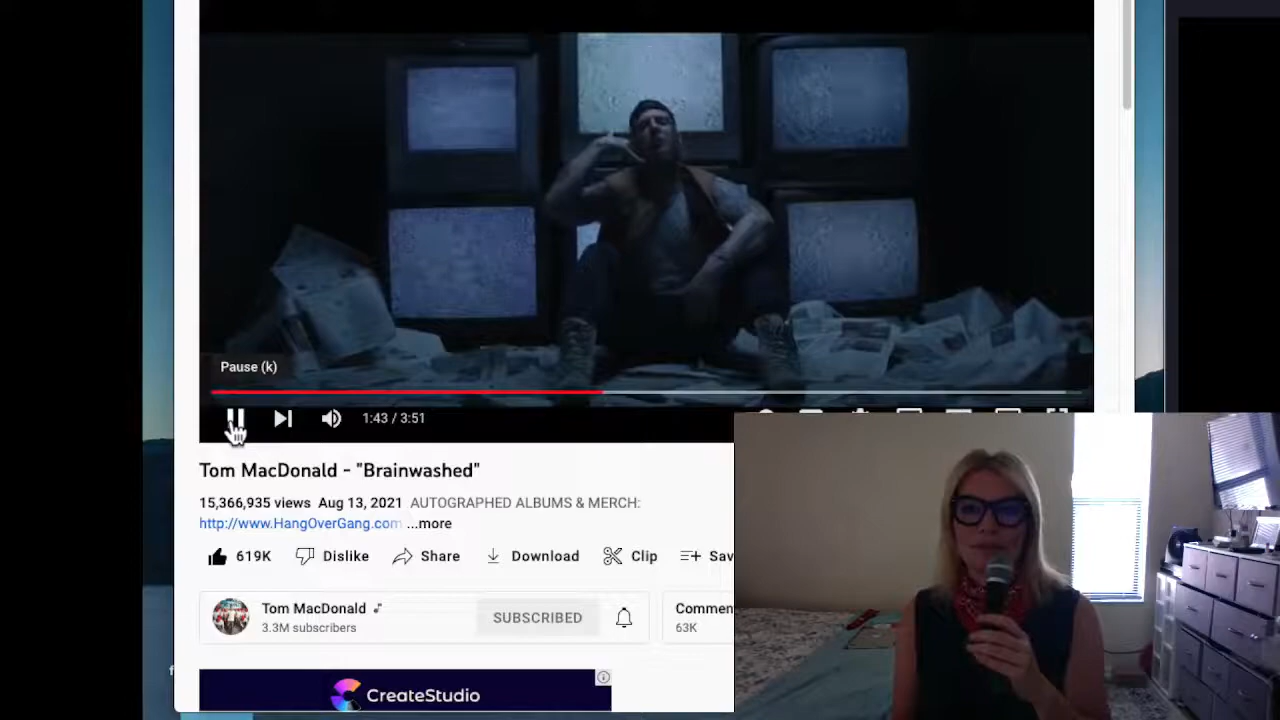 Pause (k)
1:43 / 3:51
Tom MacDonald - "Brainwashed"
15,366,935 views Aug 13, 2021 AUTOGRAPHED ALBUMS & MERCH:
http://www.HangOverGang.com ...more
619K Dislike Share Download Clip Sav
Tom MacDonald
3.3M subscribers
SUBSCRIBED
Commen
63K
CreateStudio